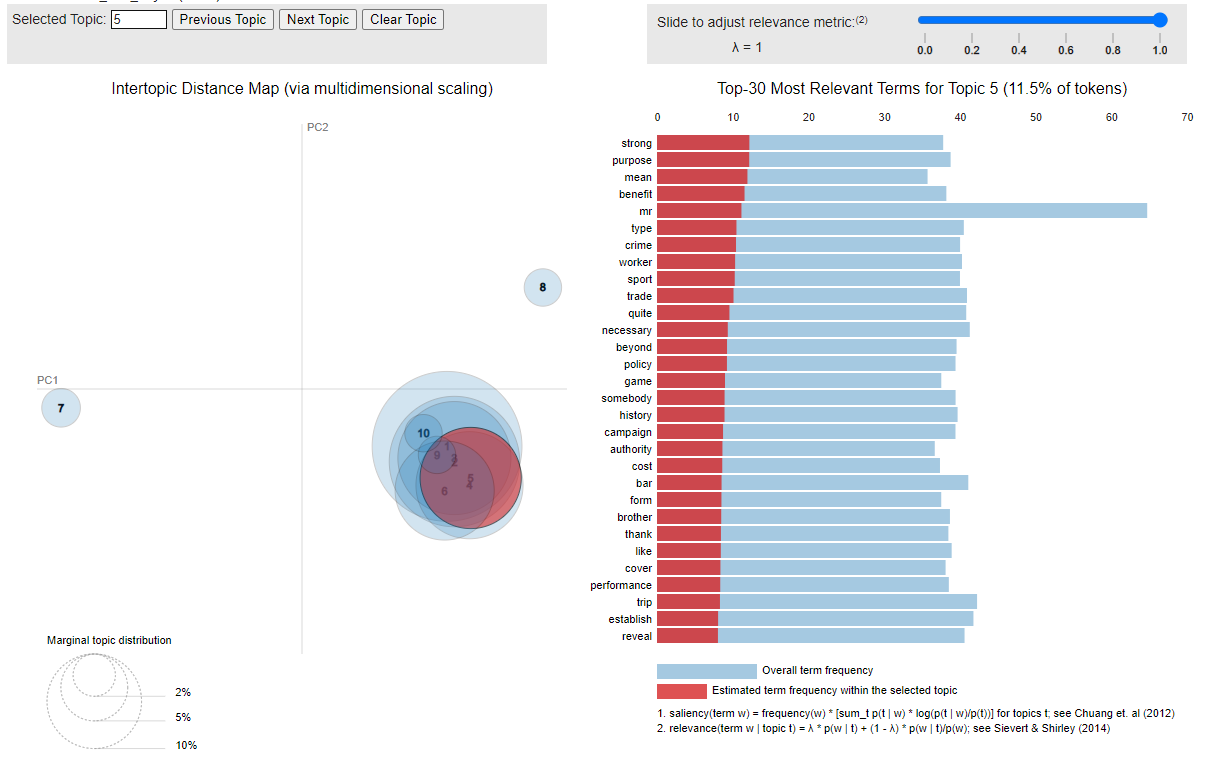 Selected Topic: 5 Previous Topic Next Topic Clear Topic
Slide to adjust relevance metric:(2)
λ = 1
0.0 0.2 0.4 0.6 0.8 1.0
Intertopic Distance Map (via multidimensional scaling)
PC2
PC1
8
7
10
1
9
6
5
Marginal topic distribution
2%
5%
10%
Top-30 Most Relevant Terms for Topic 5 (11.5% of tokens)
0 10 20 30 40 50 60 70
strong
purpose
mean
benefit
mr
type
crime
worker
sport
trade
quite
necessary
beyond
policy
game
somebody
history
campaign
authority
cost
bar
form
brother
thank
like
cover
performance
trip
establish
reveal
Overall term frequency
Estimated term frequency within the selected topic
1. saliency(term w) = frequency(w) * [sum_t p(t | w) * log(p(t | w)/p(t))] for topics t; see Chuang et. al (2012)
2. relevance(term w | topic t) = λ * p(w | t) + (1 - λ) * p(w | t)/p(w); see Sievert & Shirley (2014)